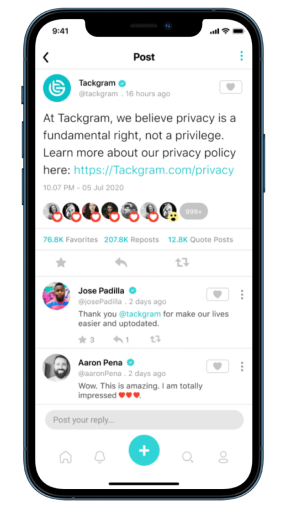 9:41
Post
Tackgram
@tackgram . 16 hours ago
At Tackgram, we believe privacy is a
fundamental right, not a privilege.
Learn more about our privacy policy
here: https://Tackgram.com/privacy
10:07 PM - 05 Jul 2020
999+
76.8K Favorites 207.8K Reposts 12.8K Quote Posts
Jose Padilla
@josePadilla . 2 days ago
Thank you @tackgram for make our lives
easier and uptodated.
3 1
Aaron Pena
@aaronPena . 2 days ago
Wow. This is amazing. I am totally
impressed ❤❤❤.
Post your reply...